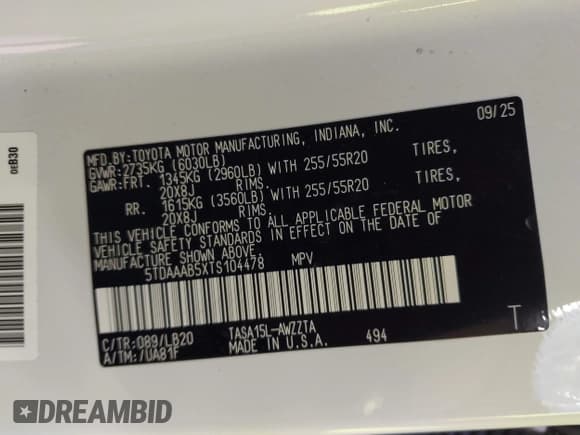 0EB30
MFD.BY:TOYOTA MOTOR MANUFACTURING, INDIANA, INC. 09/25
GVWR:2735KG (6030LB)
GAWR:FRT. 1345KG (2960LB) WITH 255/55R20 TIRES,
20X8J RIMS.
RR. 1615KG (3560LB) WITH 255/55R20 TIRES,
20X8J RIMS.
THIS VEHICLE CONFORMS TO ALL APPLICABLE FEDERAL MOTOR
VEHICLE SAFETY STANDARDS IN EFFECT ON THE DATE OF
MANUFACTURE SHOWN ABOVE.
5TDAAAB5XTS104478 MPV
C/TR:089/LB20 TASA15L-AWZZTA T
A/TM:/UA81F MADE IN U.S.A. 494
DREAMBID